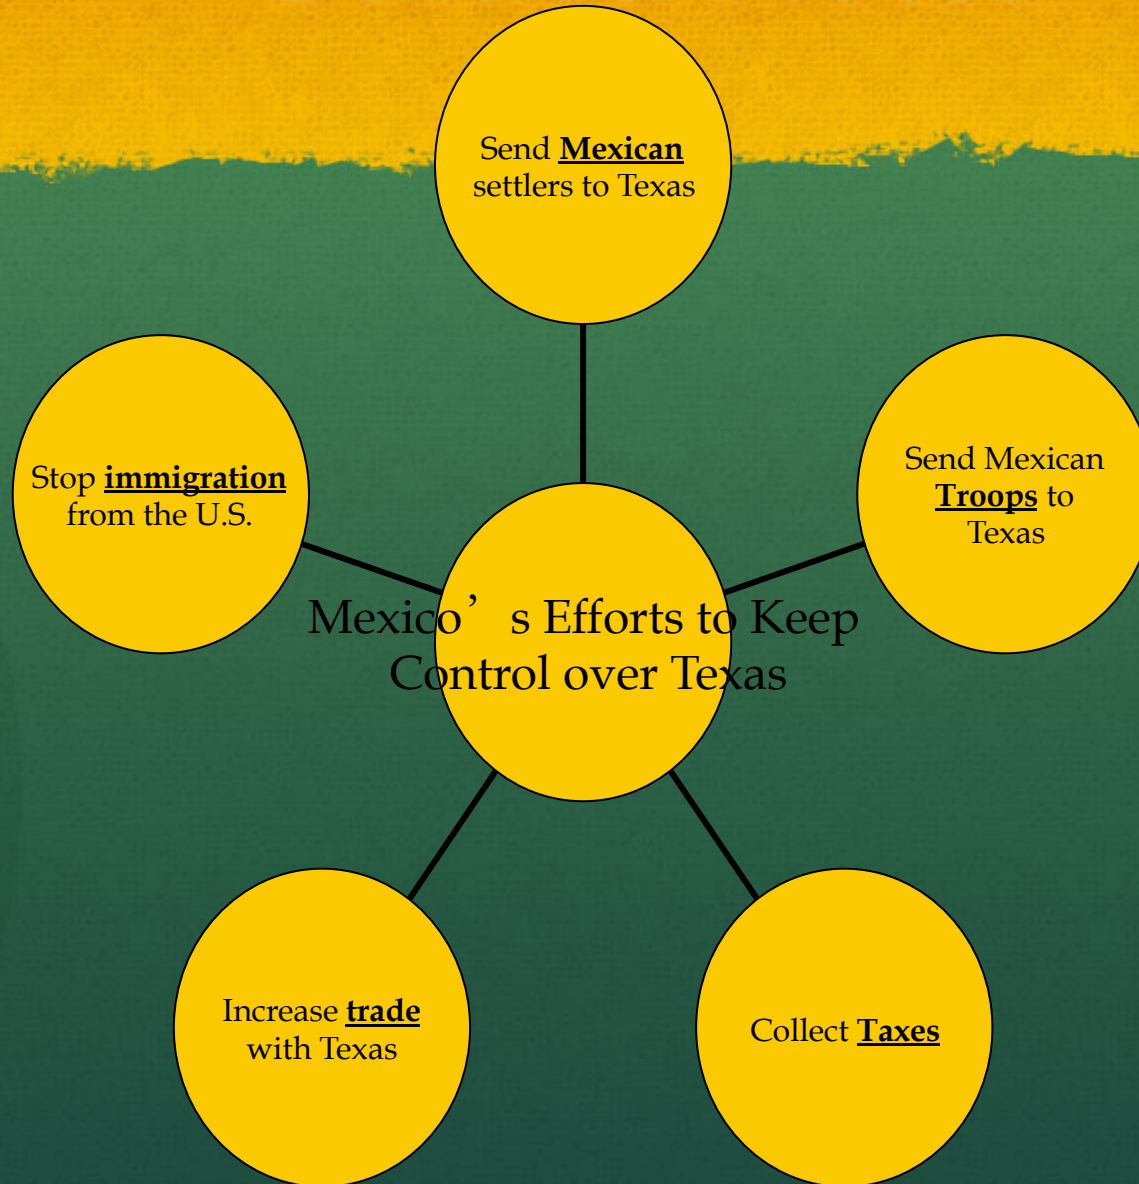 Send Mexican
settlers to Texas
Stop immigration
from the U.S.
Send Mexican
Troops to
Texas
Mexico’ s Efforts to Keep
Control over Texas
Increase trade
with Texas
Collect Taxes